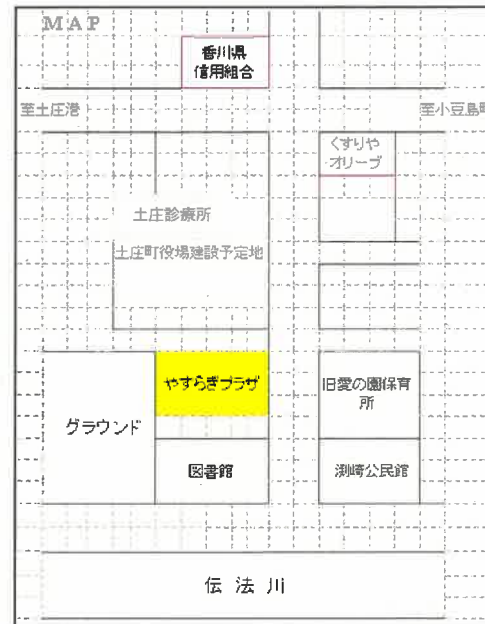 MAP
香川県
信用組合
至土庄港
至小豆島町
くすりや
オリーブ
土庄診療所
土庄町役場建設予定地
やすらぎプラザ
旧愛の園保育
所
グラウンド
図書館
渕崎公民館
伝法川